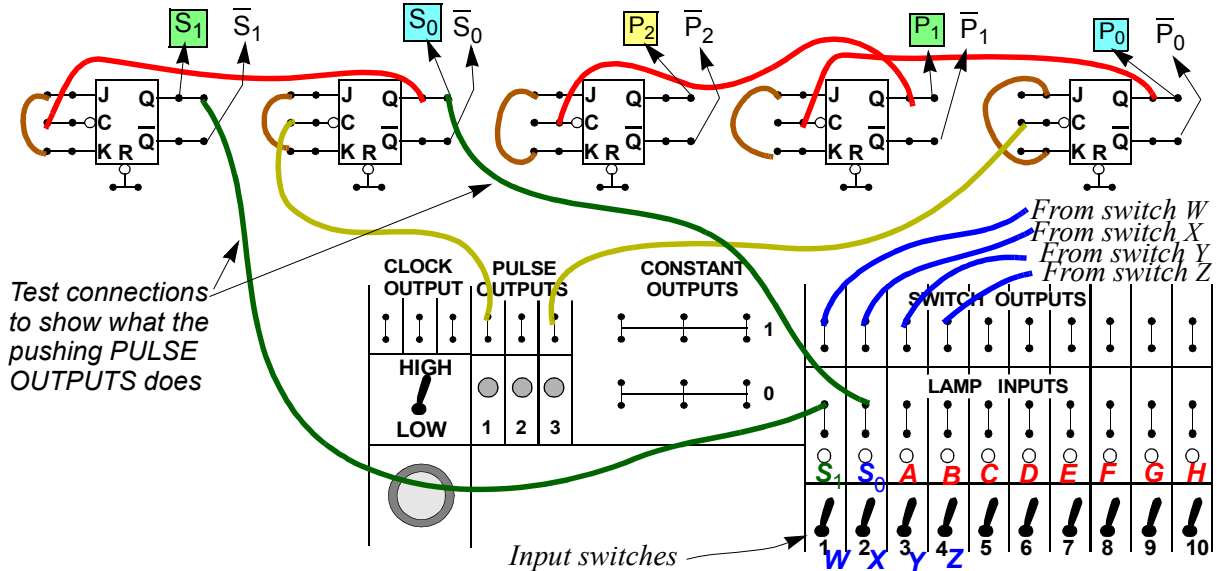 S1 S̅1 S0 S̅0 P2 P̅2 P1 P̅1 P0 P̅0
J Q J Q J Q J Q J Q
C C C C C
K R Q̅ K R Q̅ K R Q̅ K R Q̅ K R Q̅
From switch W
From switch X
From switch Y
From switch Z
Test connections
to show what the
pushing PULSE
OUTPUTS does
CLOCK
OUTPUT
PULSE
OUTPUTS
CONSTANT
OUTPUTS
SWITCH OUTPUTS
1
HIGH
LOW
0
LAMP INPUTS
1 2 3
S1 S0 A B C D E F G H
1 2 3 4 5 6 7 8 9 10
W X Y Z
Input switches